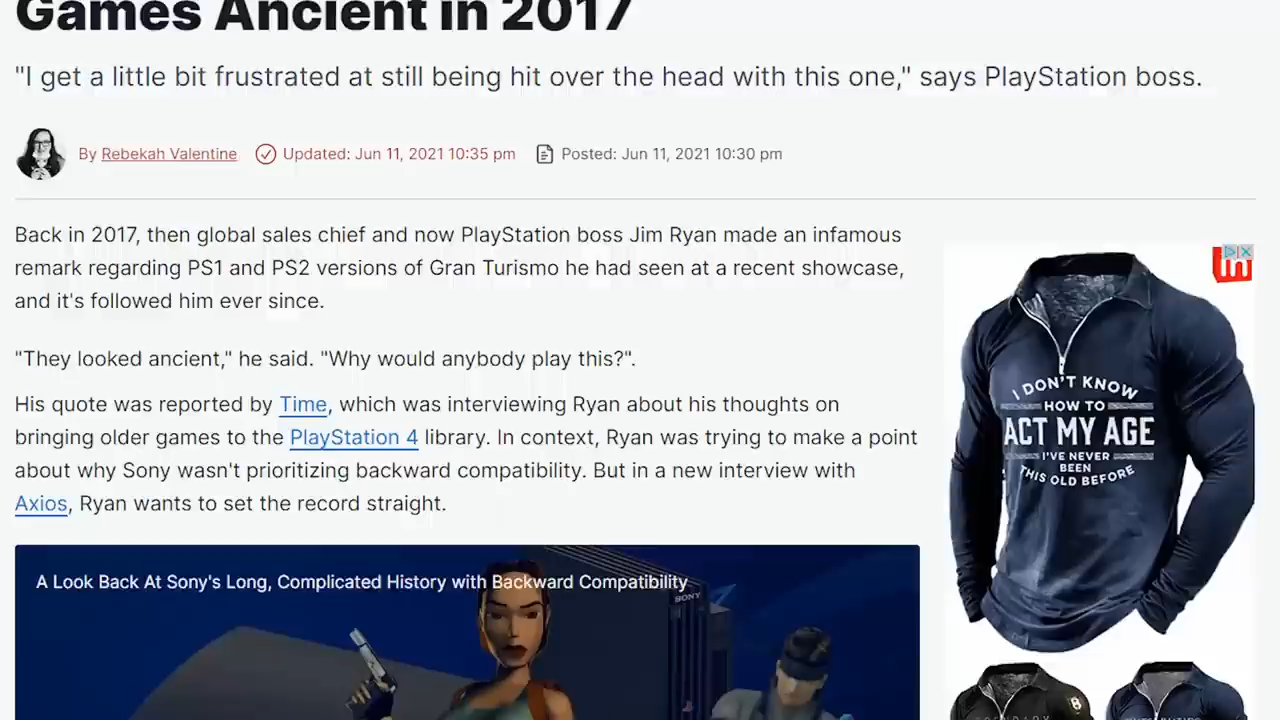 Games Ancient in 2017
"I get a little bit frustrated at still being hit over the head with this one," says PlayStation boss.
By Rebekah Valentine Updated: Jun 11, 2021 10:35 pm Posted: Jun 11, 2021 10:30 pm
Back in 2017, then global sales chief and now PlayStation boss Jim Ryan made an infamous
remark regarding PS1 and PS2 versions of Gran Turismo he had seen at a recent showcase,
and it's followed him ever since.
"They looked ancient," he said. "Why would anybody play this?".
His quote was reported by Time, which was interviewing Ryan about his thoughts on
bringing older games to the PlayStation 4 library. In context, Ryan was trying to make a point
about why Sony wasn't prioritizing backward compatibility. But in a new interview with
Axios, Ryan wants to set the record straight.
A Look Back At Sony's Long, Complicated History with Backward Compatibility
SONY
I DON'T KNOW
HOW TO
ACT MY AGE
I'VE NEVER
BEEN
THIS OLD BEFORE
8